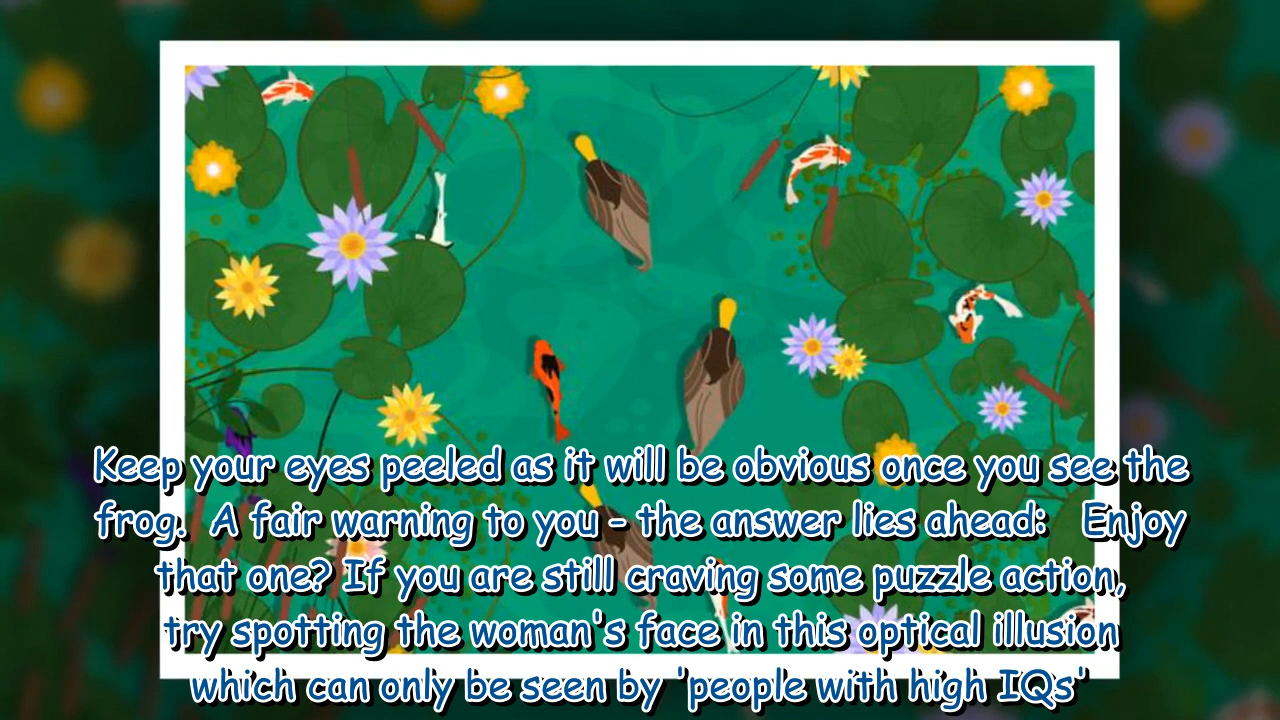 Keep your eyes peeled as it will be obvious once you see the
frog.  A fair warning to you – the answer lies ahead:   Enjoy
that one? If you are still craving some puzzle action,
try spotting the woman's face in this optical illusion
which can only be seen by 'people with high IQs'